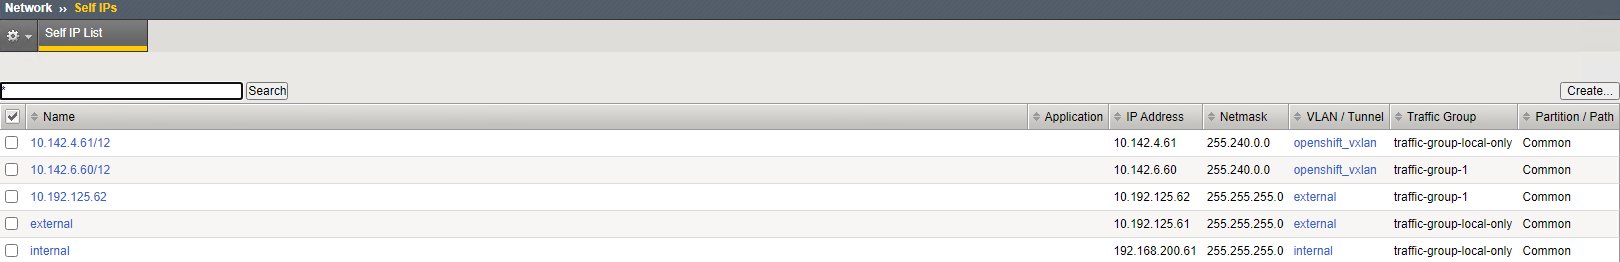 Network ›› Self IPs
Self IP List
* Search Create...
Name Application IP Address Netmask VLAN / Tunnel Traffic Group Partition / Path
10.142.4.61/12 10.142.4.61 255.240.0.0 openshift_vxlan traffic-group-local-only Common
10.142.6.60/12 10.142.6.60 255.240.0.0 openshift_vxlan traffic-group-1 Common
10.192.125.62 10.192.125.62 255.255.255.0 external traffic-group-1 Common
external 10.192.125.61 255.255.255.0 external traffic-group-local-only Common
internal 192.168.200.61 255.255.255.0 internal traffic-group-local-only Common